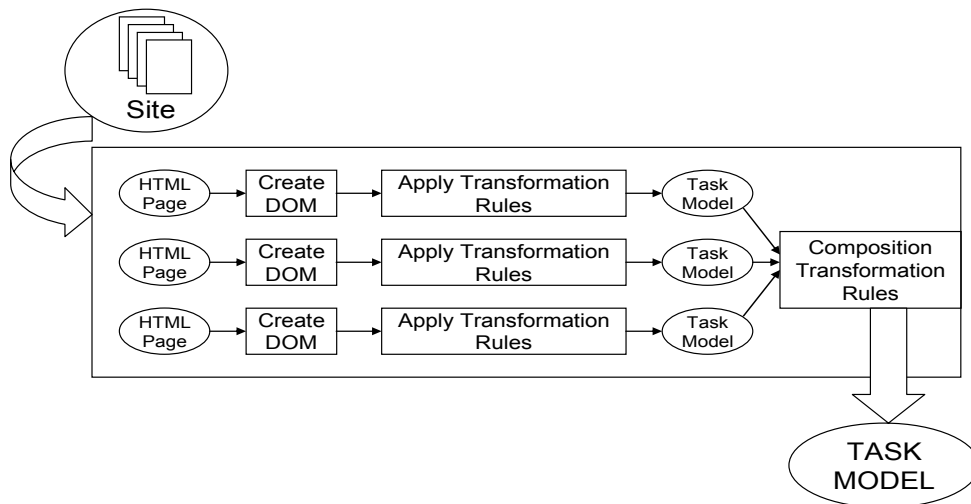 Site
HTML
Page
Create
DOM
Apply Transformation
Rules
Task
Model
HTML
Page
Create
DOM
Apply Transformation
Rules
Task
Model
Composition
Transformation
Rules
HTML
Page
Create
DOM
Apply Transformation
Rules
Task
Model
TASK
MODEL